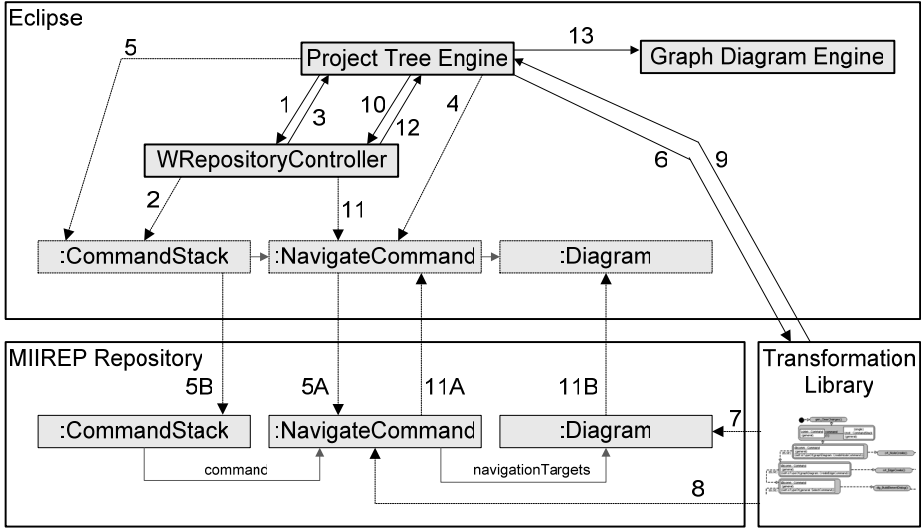 Eclipse
5
13
Project Tree Engine
Graph Diagram Engine
1
3
10
12
4
WRepositoryController
6
9
2
11
:CommandStack
:NavigateCommand
:Diagram
MIIREP Repository
Transformation
Library
5B
5A
11A
11B
7
:CommandStack
:NavigateCommand
:Diagram
command
navigationTargets
8